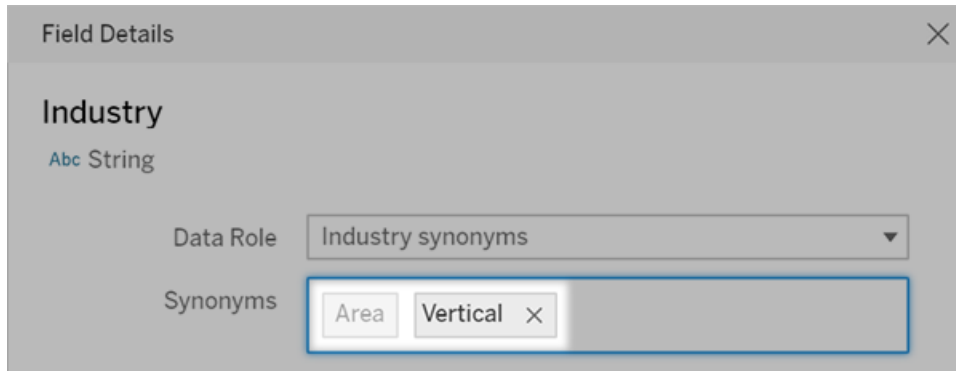 Field Details
Industry
Abc String
Data Role Industry synonyms
Synonyms Area Vertical